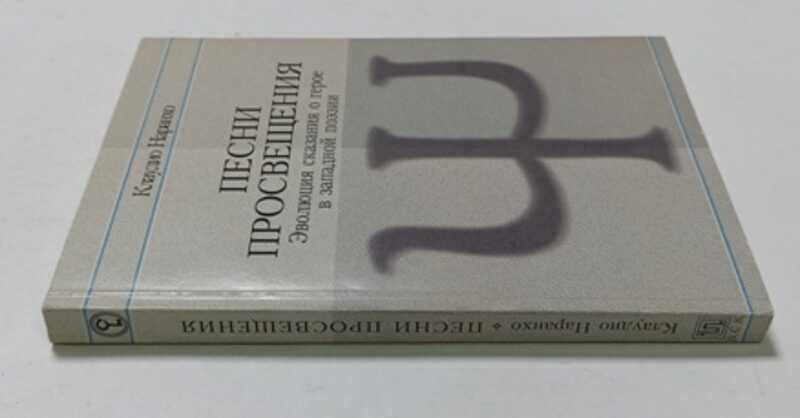 Клаудио Наранхо
ПЕСНИ
ПРОСВЕЩЕНИЯ
Эволюция сказания о герое
в западной поэзии
Ψ
Клаудио Наранхо ♦ ПЕСНИ ПРОСВЕЩЕНИЯ